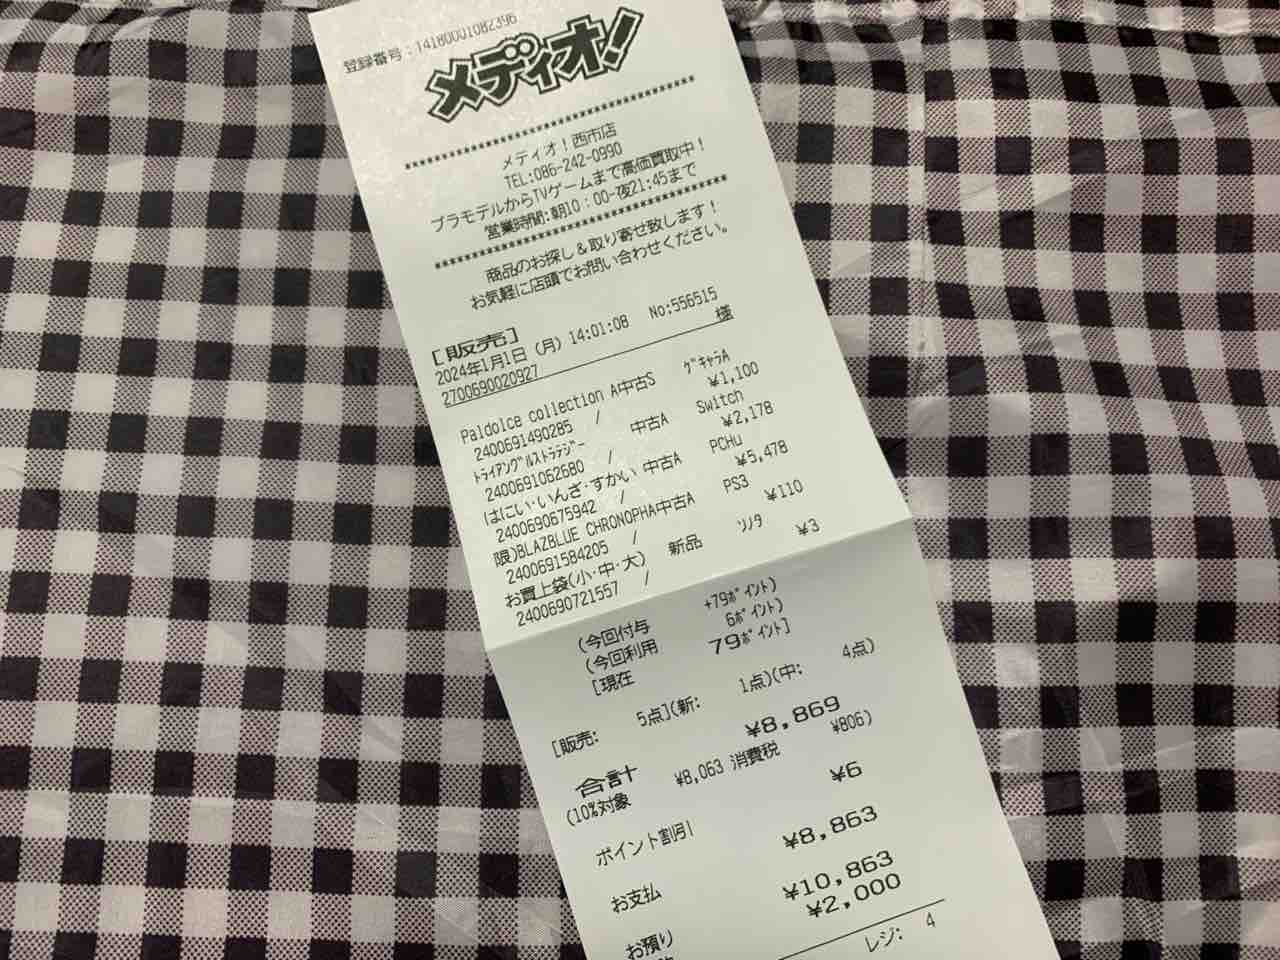 登録番号：T4180001082396
メディオ！
メディオ！西市店
TEL:086-242-0990
プラモデルからTVゲームまで高価買取中！
営業時間:朝10：00-夜21:45まで
商品のお探し＆取り寄せ致します！
お気軽に店頭でお問い合わせください。
[販売]
2024年1月1日（月）14:01:08 No:556515
2700690020927 様
Paldolce collection A中古S ｹﾞｷｬﾗA
2400691490285 / ¥1,100
ﾄﾗｲｱﾝｸﾞﾙｽﾄﾗﾃｼﾞｰ 中古A Switch
2400691062680 / ¥2,178
はにい･いんざ･すかい 中古A PCHu
2400690675942 / ¥5,478
限)BLAZBLUE CHRONOPHA中古A PS3
2400691584205 / ¥110
お買上袋(小･中･大) 新品 ｿﾉﾀ
2400690721557 / ¥3
(今回付与 +79ﾎﾟｲﾝﾄ)
(今回利用 6ﾎﾟｲﾝﾄ)
[現在 79ﾎﾟｲﾝﾄ]
[販売: 5点](新: 1点)(中: 4点)
合計 ¥8,869
(10%対象 ¥8,063 消費税 ¥806)
ポイント割引 ¥6
お支払 ¥8,863
お預り ¥10,863
¥2,000
レジ: 4